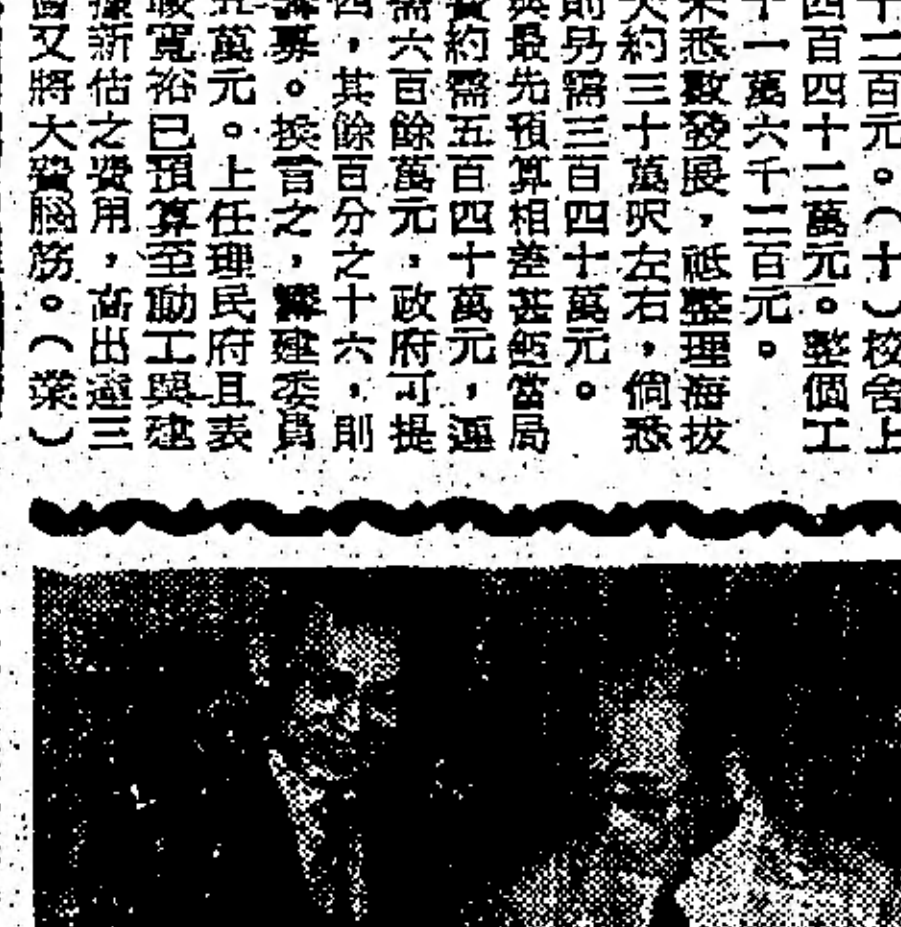 十二百元。（十）校舍上
四百四十二萬元。整個工
十一萬六千二百元。
未悉數發展，祗整理海拔
大約三十萬呎左右，倘悉
則另需三百四十萬元。
與最先預算相差甚鉅當局
費約需五百四十萬元，連
需六百餘萬元，政府可提
四，其餘百分之十六，則
籌募。換言之，籌建委員
五萬元。上任理民府且表
最寬裕已預算至動工與建
據新估之費用，高出達三
會又將大費腦筋。（業）